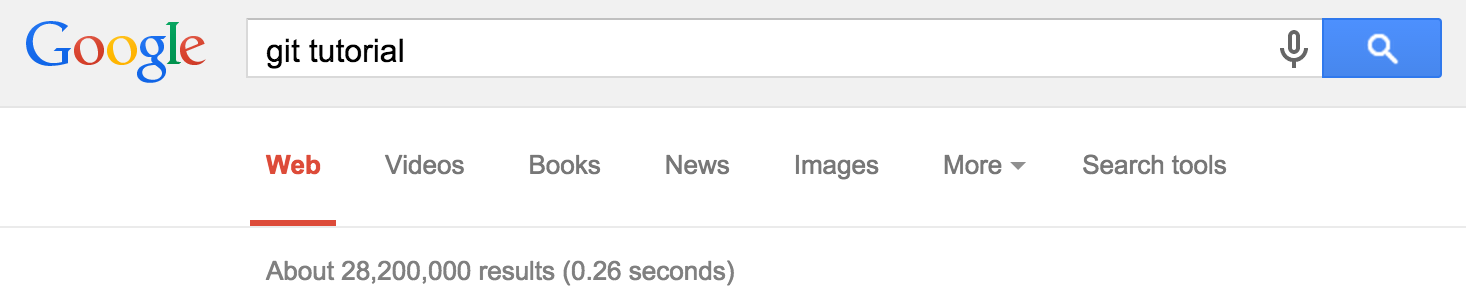 Google git tutorial
Web Videos Books News Images More Search tools
About 28,200,000 results (0.26 seconds)